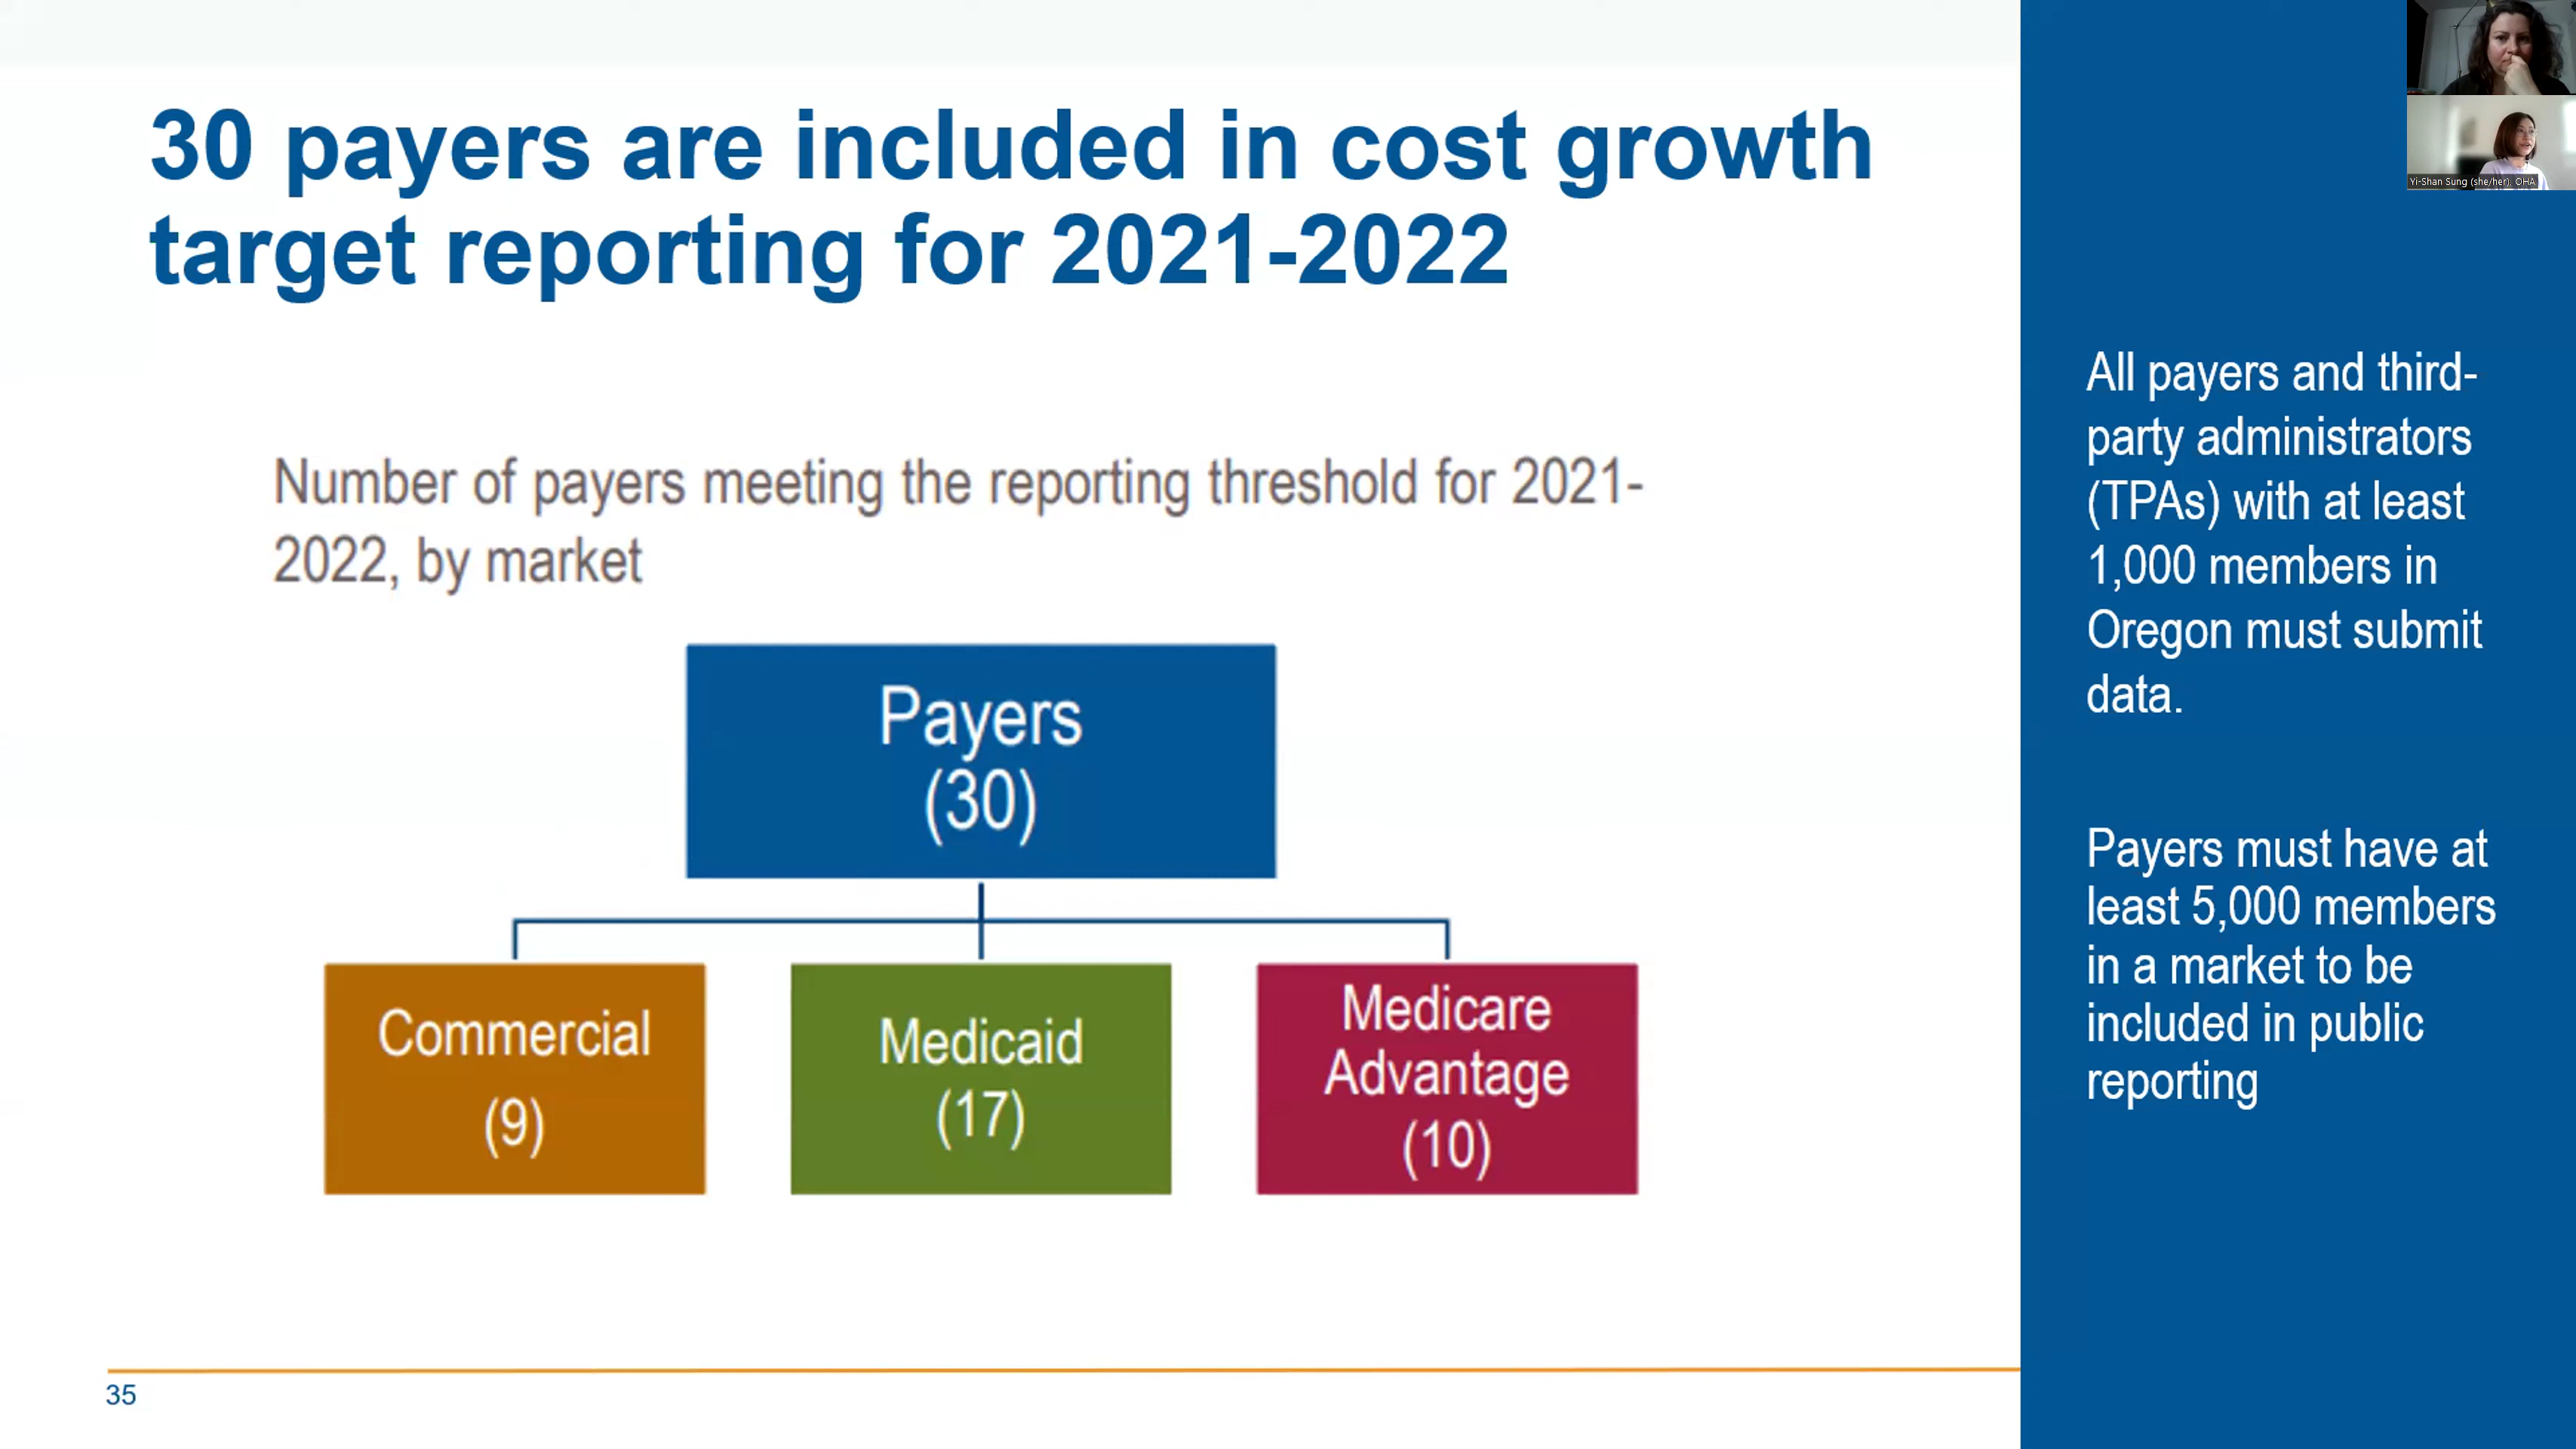 30 payers are included in cost growth
target reporting for 2021-2022
Number of payers meeting the reporting threshold for 2021-
2022, by market
Payers
(30)
Commercial
(9)
Medicaid
(17)
Medicare
Advantage
(10)
35
Yi-Shan Sung (she/her); OHA
All payers and third-
party administrators
(TPAs) with at least
1,000 members in
Oregon must submit
data.
Payers must have at
least 5,000 members
in a market to be
included in public
reporting